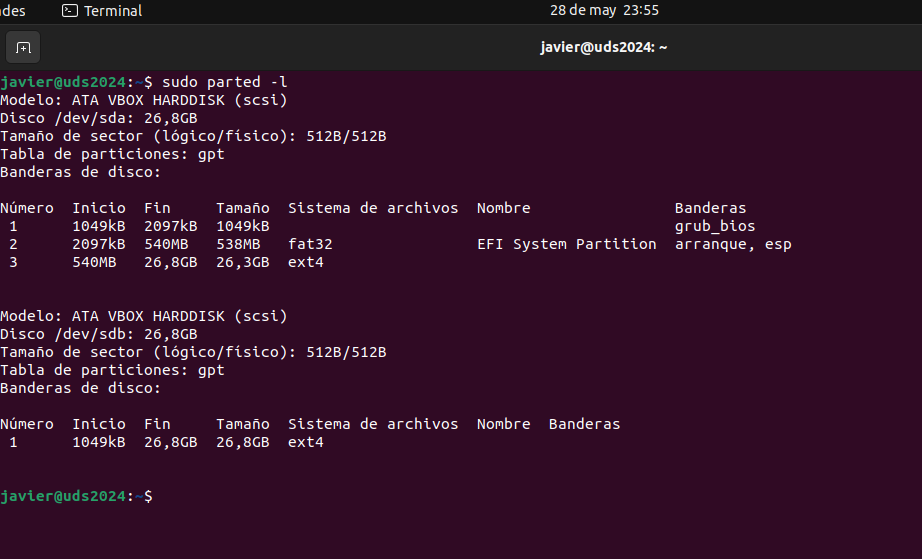 des Terminal 28 de may 23:55
javier@uds2024: ~
javier@uds2024:~$ sudo parted -l
Modelo: ATA VBOX HARDDISK (scsi)
Disco /dev/sda: 26,8GB
Tamaño de sector (lógico/físico): 512B/512B
Tabla de particiones: gpt
Banderas de disco:
Número Inicio Fin Tamaño Sistema de archivos Nombre Banderas
1 1049kB 2097kB 1049kB grub_bios
2 2097kB 540MB 538MB fat32 EFI System Partition arranque, esp
3 540MB 26,8GB 26,3GB ext4
Modelo: ATA VBOX HARDDISK (scsi)
Disco /dev/sdb: 26,8GB
Tamaño de sector (lógico/físico): 512B/512B
Tabla de particiones: gpt
Banderas de disco:
Número Inicio Fin Tamaño Sistema de archivos Nombre Banderas
1 1049kB 26,8GB 26,8GB ext4
javier@uds2024:~$